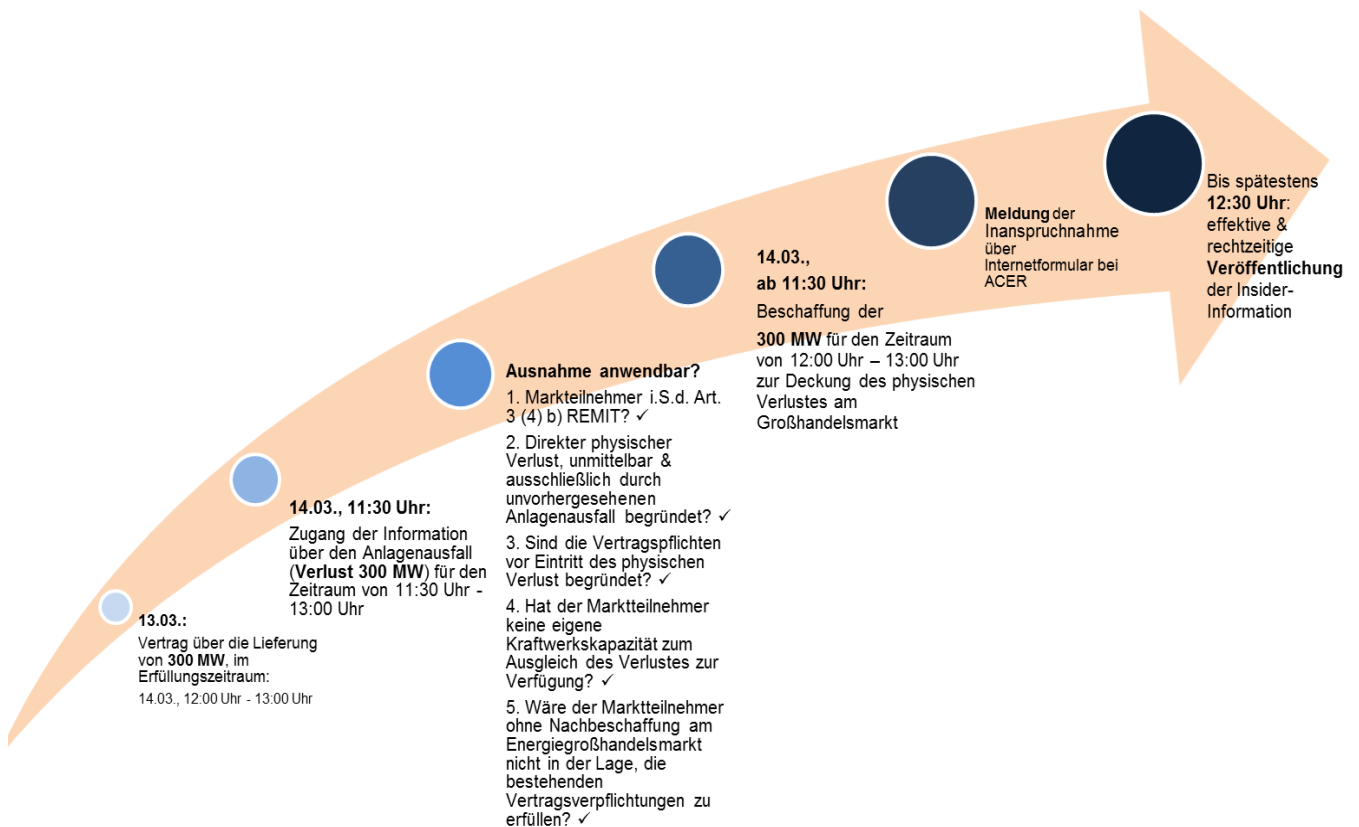 13.03.:
Vertrag über die Lieferung
von 300 MW, im
Erfüllungszeitraum:
14.03., 12:00 Uhr - 13:00 Uhr
14.03., 11:30 Uhr:
Zugang der Information
über den Anlagenausfall
(Verlust 300 MW) für den
Zeitraum von 11:30 Uhr -
13:00 Uhr
Ausnahme anwendbar?
1. Markteilnehmer i.S.d. Art.
3 (4) b) REMIT? ✓
2. Direkter physischer
Verlust, unmittelbar &
ausschließlich durch
unvorhergesehenen
Anlagenausfall begründet? ✓
3. Sind die Vertragspflichten
vor Eintritt des physischen
Verlust begründet? ✓
4. Hat der Marktteilnehmer
keine eigene
Kraftwerkskapazität zum
Ausgleich des Verlustes zur
Verfügung? ✓
5. Wäre der Marktteilnehmer
ohne Nachbeschaffung am
Energiegroßhandelsmarkt
nicht in der Lage, die
bestehenden
Vertragsverpflichtungen zu
erfüllen? ✓
14.03.,
ab 11:30 Uhr:
Beschaffung der
300 MW für den Zeitraum
von 12:00 Uhr – 13:00 Uhr
zur Deckung des physischen
Verlustes am
Großhandelsmarkt
Meldung der
Inanspruchnahme
über
Internetformular bei
ACER
Bis spätestens
12:30 Uhr:
effektive &
rechtzeitige
Veröffentlichung
der Insider-
Information